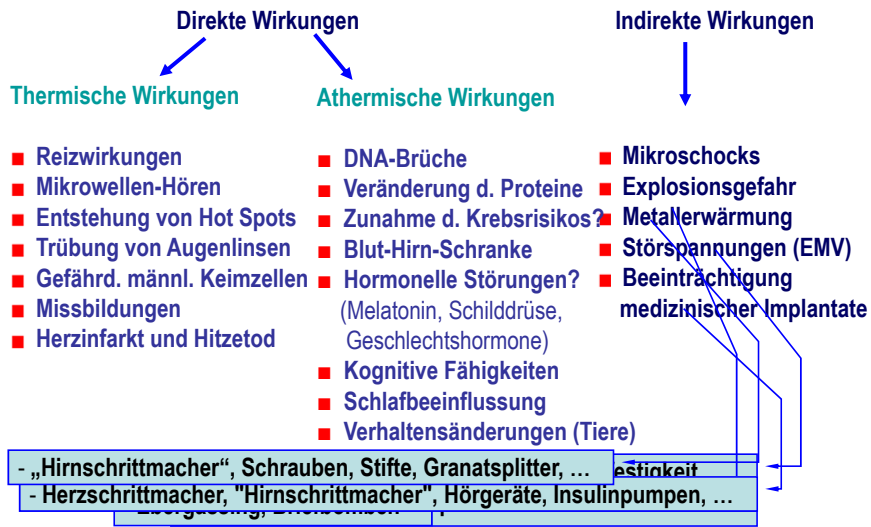 Direkte Wirkungen
Indirekte Wirkungen
Thermische Wirkungen
■ Reizwirkungen
■ Mikrowellen-Hören
■ Entstehung von Hot Spots
■ Trübung von Augenlinsen
■ Gefährd. männl. Keimzellen
■ Missbildungen
■ Herzinfarkt und Hitzetod
Athermische Wirkungen
■ DNA-Brüche
■ Veränderung d. Proteine
■ Zunahme d. Krebsrisikos?
■ Blut-Hirn-Schranke
■ Hormonelle Störungen?
(Melatonin, Schilddrüse,
Geschlechtshormone)
■ Kognitive Fähigkeiten
■ Schlafbeeinflussung
■ Verhaltensänderungen (Tiere)
■ Mikroschocks
■ Explosionsgefahr
■ Metallerwärmung
■ Störspannungen (EMV)
■ Beeinträchtigung
medizinischer Implantate
- „Hirnschrittmacher“, Schrauben, Stifte, Granatsplitter, …
- Herzschrittmacher, "Hirnschrittmacher", Hörgeräte, Insulinpumpen, …